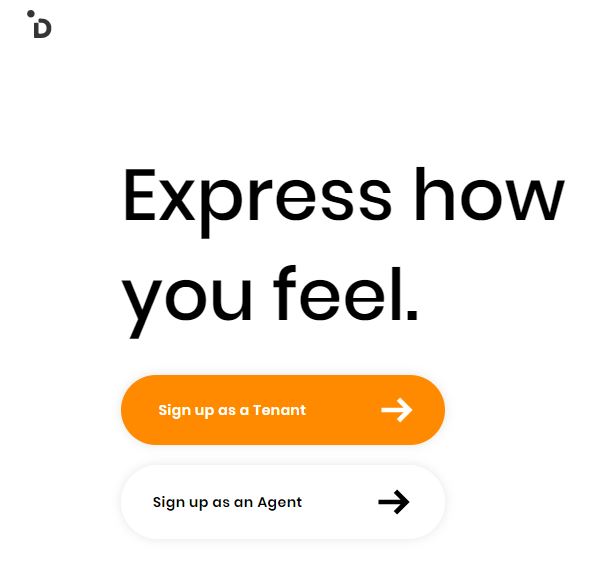 D
Express how
you feel.
Sign up as a Tenant
Sign up as an Agent